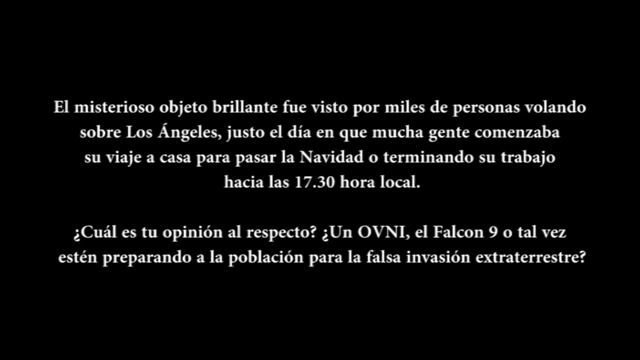 El misterioso objeto brillante fue visto por miles de personas volando
sobre Los Ángeles, justo el día en que mucha gente comenzaba
su viaje a casa para pasar la Navidad o terminando su trabajo
hacia las 17.30 hora local.
¿Cuál es tu opinión al respecto? ¿Un OVNI, el Falcon 9 o tal vez
estén preparando a la población para la falsa invasión extraterrestre?